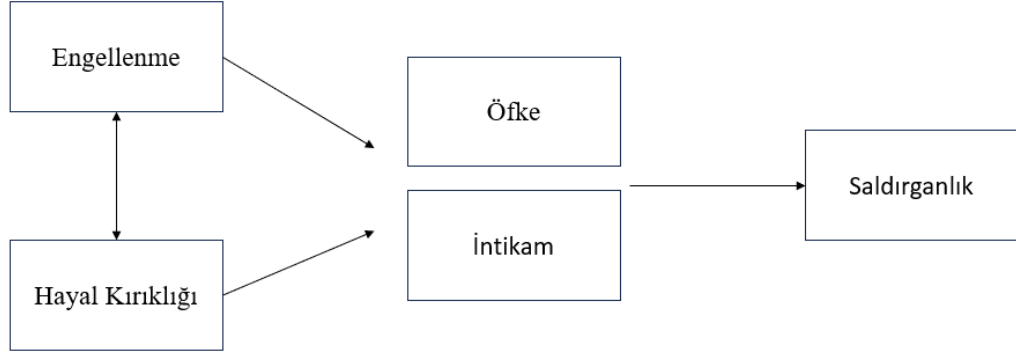 Engellenme
Öfke
Saldırganlık
İntikam
Hayal Kırıklığı